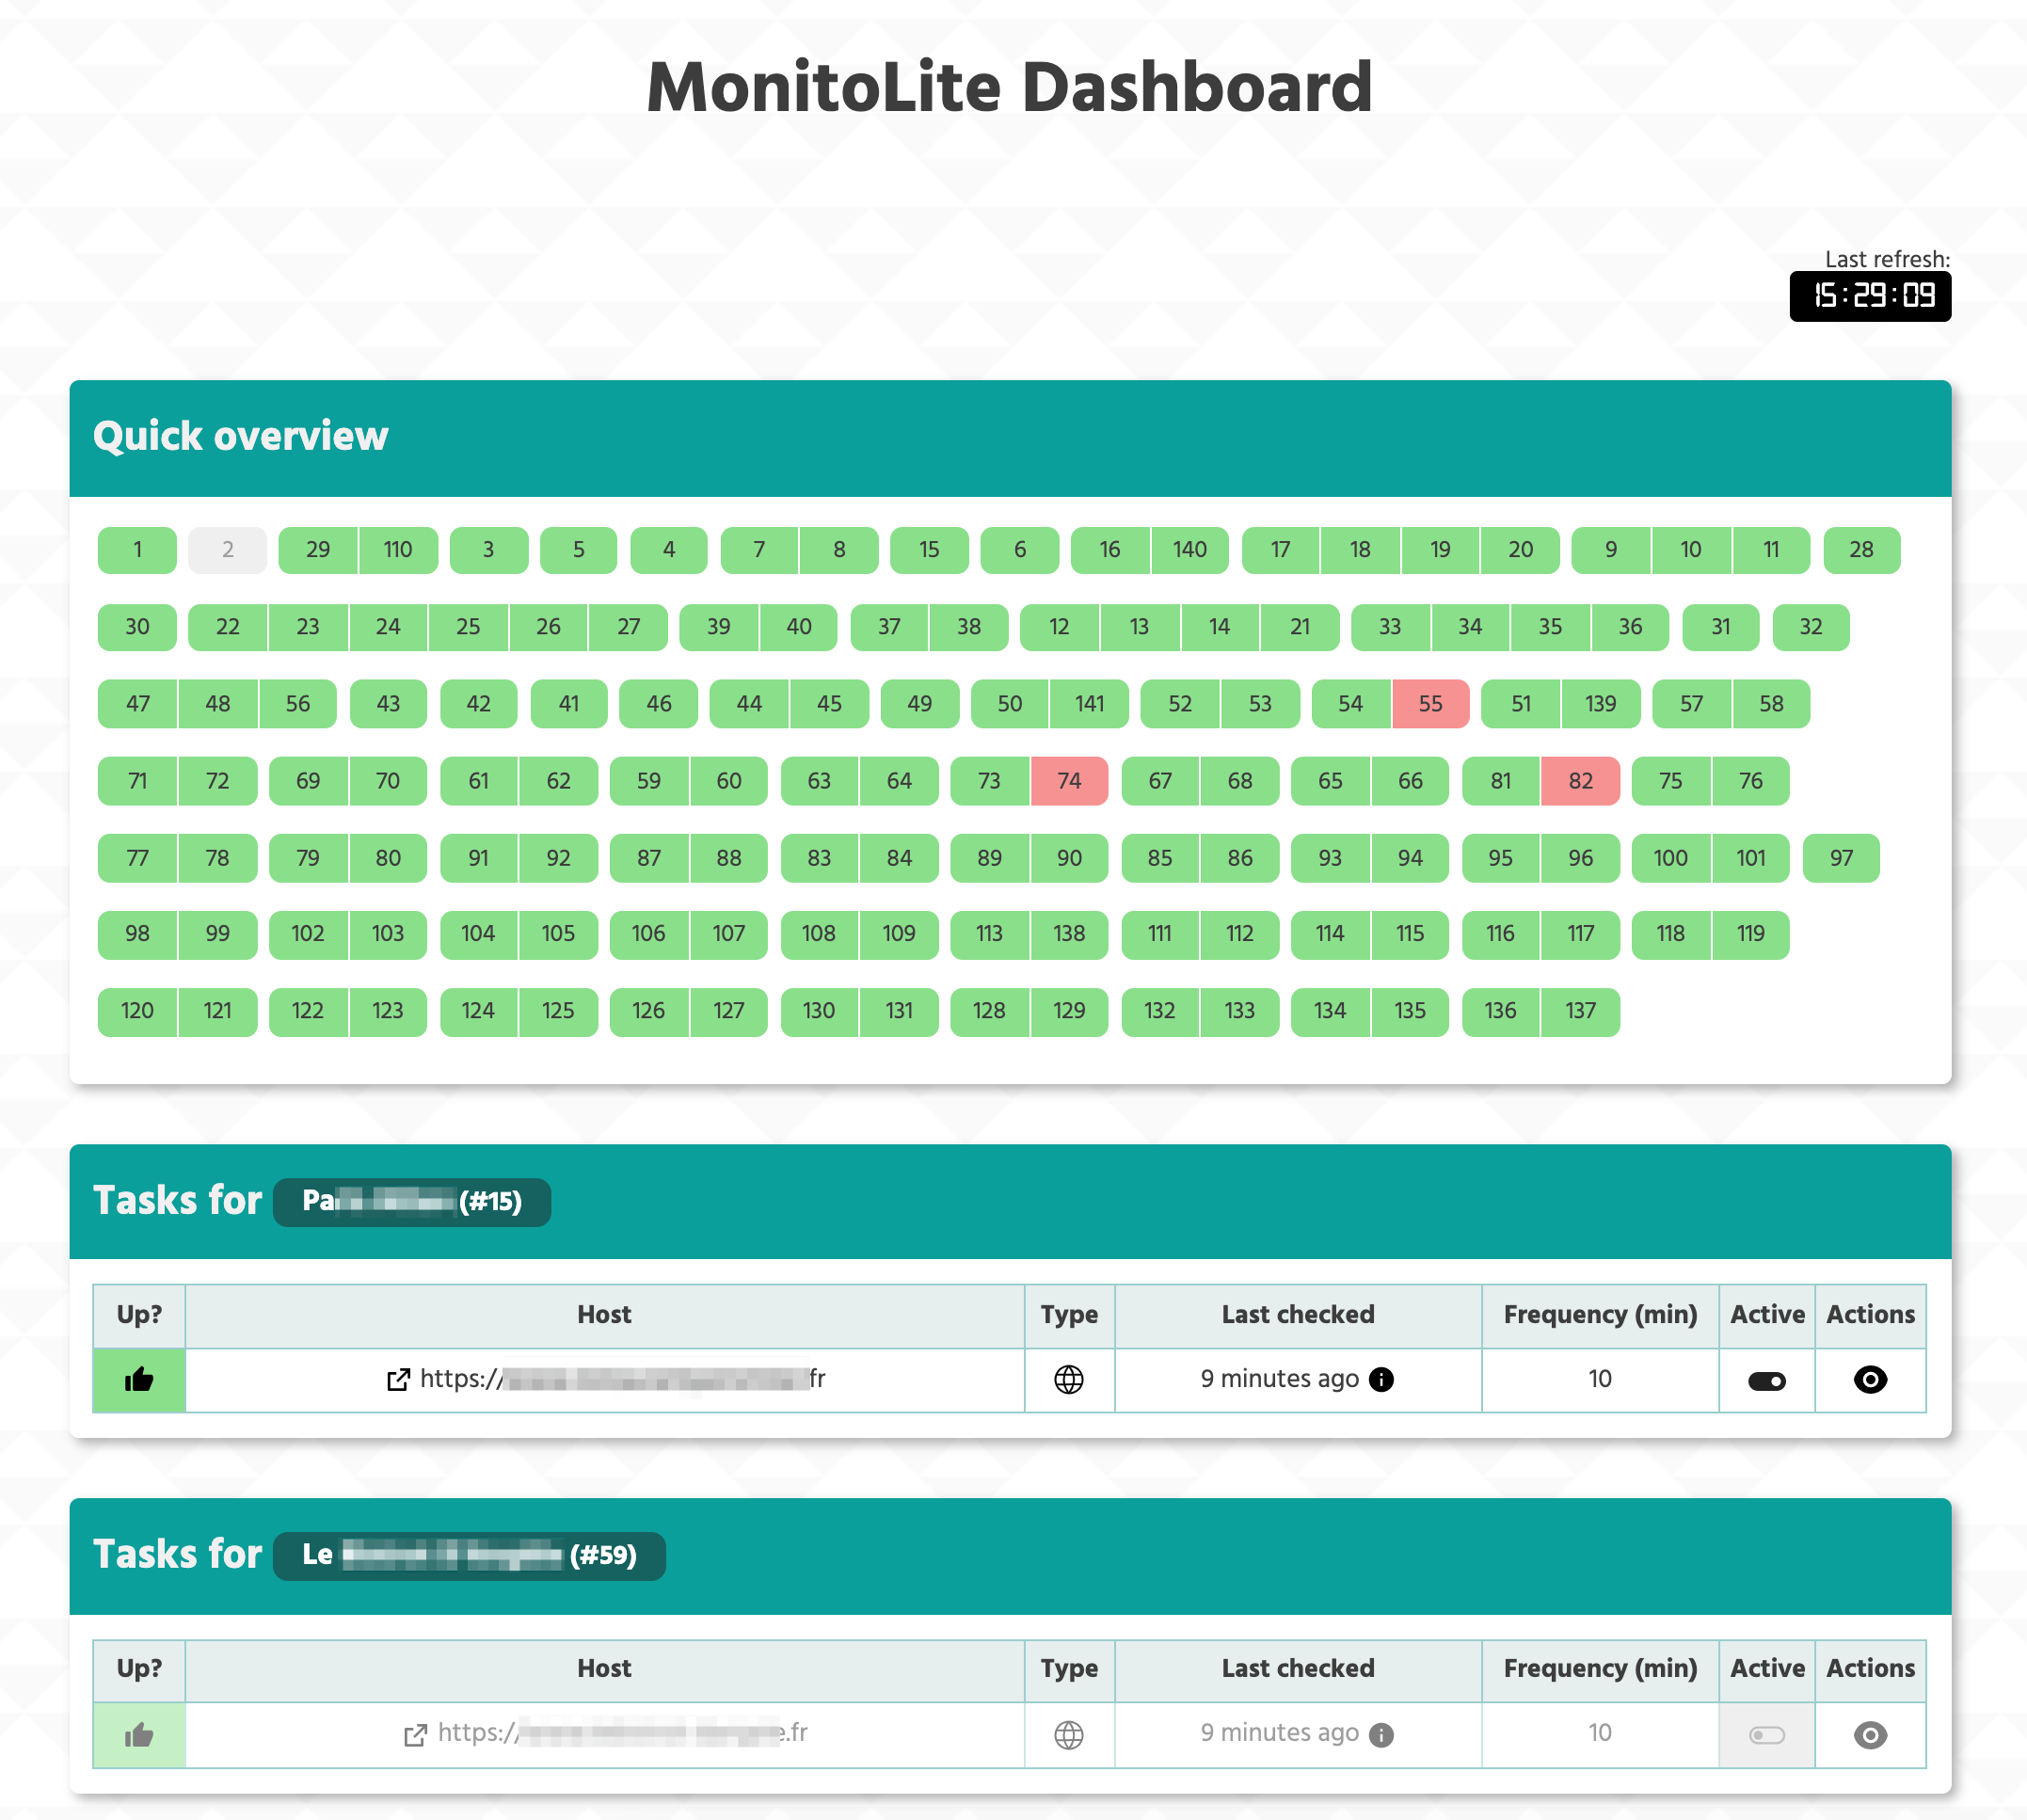 MonitoLite Dashboard
Last refresh:
15:29:09
Quick overview
1 2 29 110 3 5 4 7 8 15 6 16 140 17 18 19 20 9 10 11 28
30 22 23 24 25 26 27 39 40 37 38 12 13 14 21 33 34 35 36 31 32
47 48 56 43 42 41 46 44 45 49 50 141 52 53 54 55 51 139 57 58
71 72 69 70 61 62 59 60 63 64 73 74 67 68 65 66 81 82 75 76
77 78 79 80 91 92 87 88 83 84 89 90 85 86 93 94 95 96 100 101 97
98 99 102 103 104 105 106 107 108 109 113 138 111 112 114 115 116 117 118 119
120 121 122 123 124 125 126 127 130 131 128 129 132 133 134 135 136 137
Tasks for Pa (#15)
Up? Host Type Last checked Frequency (min) Active Actions
https:// fr 9 minutes ago 10
Tasks for Le (#59)
Up? Host Type Last checked Frequency (min) Active Actions
https:// e.fr 9 minutes ago 10